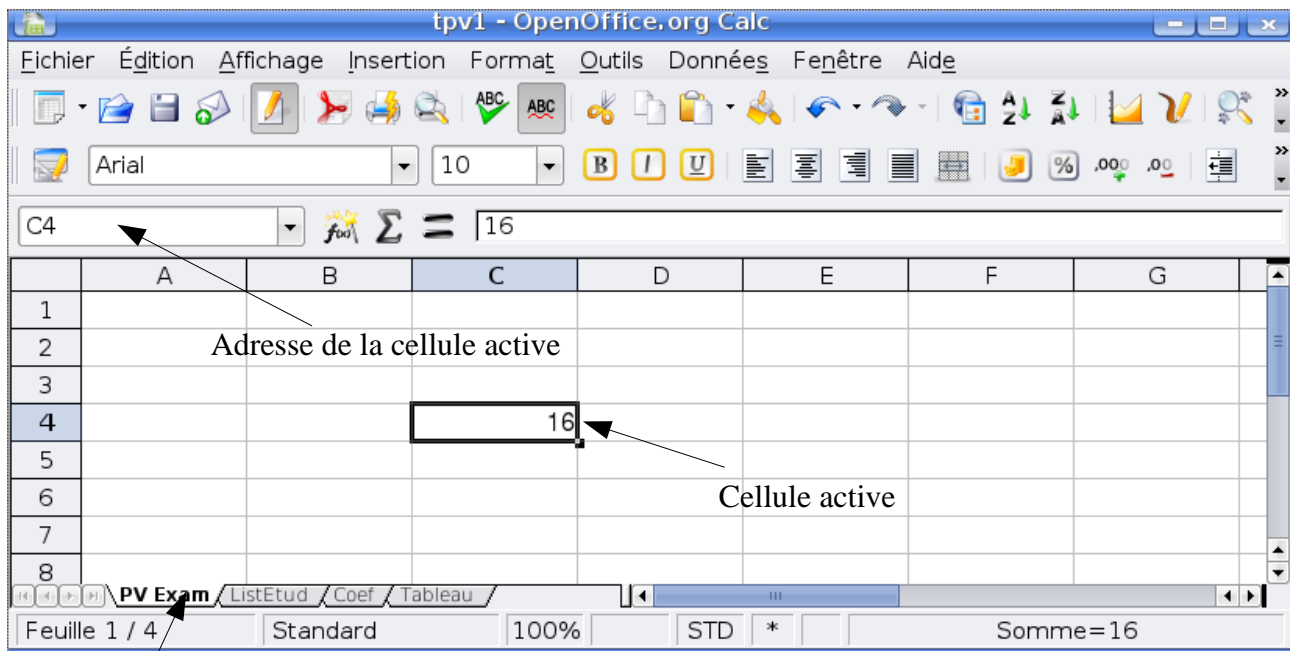 tpv1 - OpenOffice.org Calc
Fichier Édition Affichage Insertion Format Outils Données Fenêtre Aide
ABC ABC A Z Z A »
Arial 10 B I U % ,000 ,00 »
C4 f(x) Σ = 16
A B C D E F G
1
2 Adresse de la cellule active
3
4 16
5
6 Cellule active
7
8
PV Exam ListEtud Coef Tableau
Feuille 1 / 4 Standard 100% STD * Somme=16